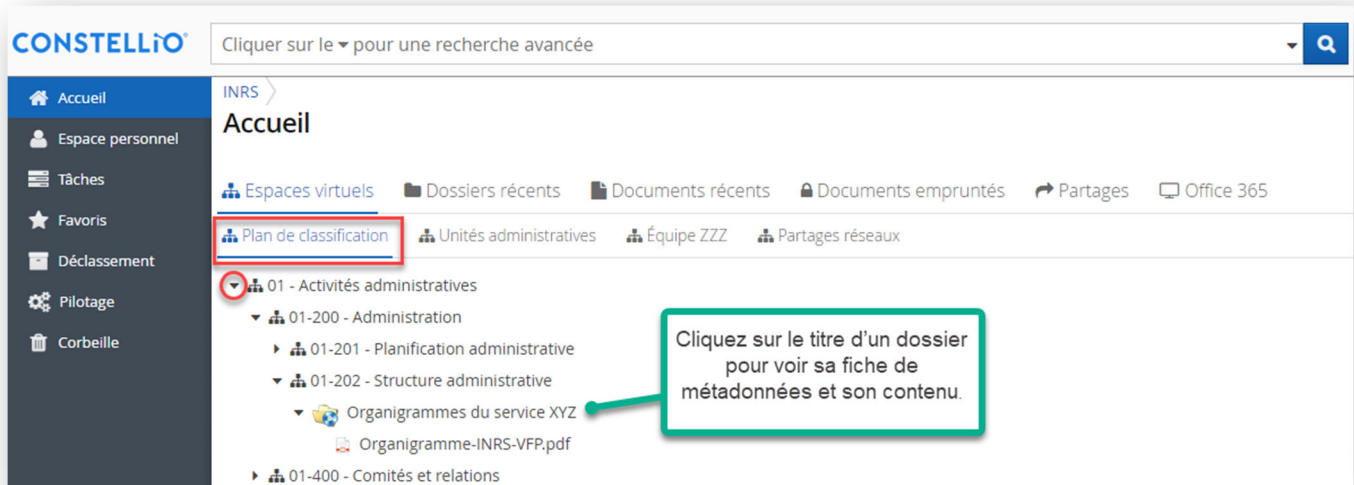 CONSTELLIO
Cliquer sur le ▾ pour une recherche avancée
Accueil
Espace personnel
Tâches
Favoris
Déclassement
Pilotage
Corbeille
INRS
Accueil
Espaces virtuels Dossiers récents Documents récents Documents empruntés Partages Office 365
Plan de classification Unités administratives Équipe ZZZ Partages réseaux
01 - Activités administratives
01-200 - Administration
01-201 - Planification administrative
01-202 - Structure administrative
Organigrammes du service XYZ
Organigramme-INRS-VFP.pdf
01-400 - Comités et relations
Cliquez sur le titre d’un dossier
pour voir sa fiche de
métadonnées et son contenu.